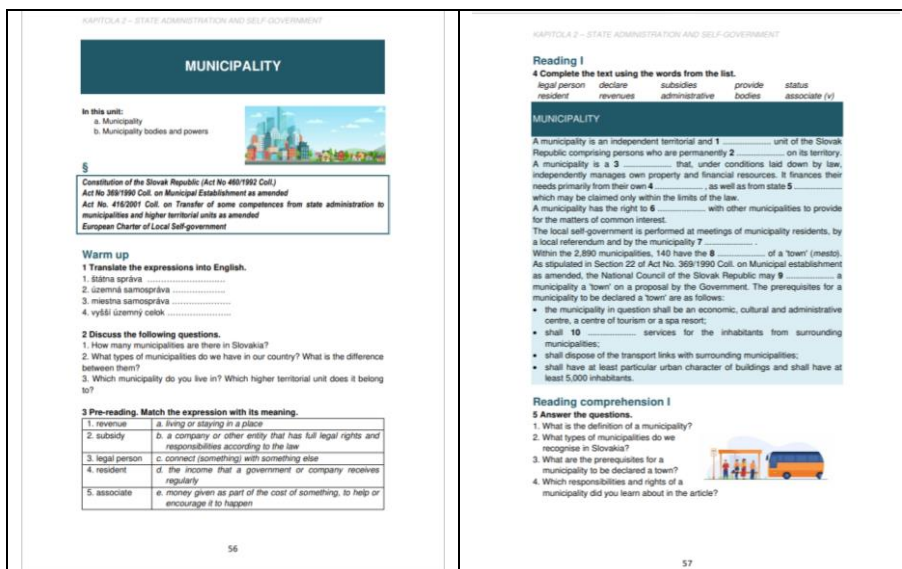 KAPITOLA 2 – STATE ADMINISTRATION AND SELF-GOVERNMENT
MUNICIPALITY
In this unit:
a. Municipality
b. Municipality bodies and powers
§
Constitution of the Slovak Republic (Act No 460/1992 Coll.)
Act No 369/1990 Coll. on Municipal Establishment as amended
Act No. 416/2001 Coll. on Transfer of some competences from state administration to
municipalities and higher territorial units as amended
European Charter of Local Self-government
Warm up
1 Translate the expressions into English.
1. štátna správa ..............................
2. územná samospráva ....................
3. miestna samospráva ......................
4. vyšší územný celok .......................
2 Discuss the following questions.
1. How many municipalities are there in Slovakia?
2. What types of municipalities do we have in our country? What is the difference
between them?
3. Which municipality do you live in? Which higher territorial unit does it belong
to?
3 Pre-reading. Match the expression with its meaning.
1. revenue a. living or staying in a place
2. subsidy b. a company or other entity that has full legal rights and
responsibilities according to the law
3. legal person c. connect (something) with something else
4. resident d. the income that a government or company receives
regularly
5. associate e. money given as part of the cost of something, to help or
encourage it to happen
56
KAPITOLA 2 – STATE ADMINISTRATION AND SELF-GOVERNMENT
Reading I
4 Complete the text using the words from the list.
legal person declare subsidies provide status
resident revenues administrative bodies associate (v)
MUNICIPALITY
A municipality is an independent territorial and 1 ...................... unit of the Slovak
Republic comprising persons who are permanently 2 .................... on its territory.
A municipality is a 3 ...................... that, under conditions laid down by law,
independently manages own property and financial resources. It finances their
needs primarily from their own 4 .................... , as well as from state 5 ....................
which may be claimed only within the limits of the law.
A municipality has the right to 6 .................... with other municipalities to provide
for the matters of common interest.
The local self-government is performed at meetings of municipality residents, by
a local referendum and by the municipality 7 .................... .
Within the 2,890 municipalities, 140 have the 8 .................... of a 'town' (mesto).
As stipulated in Section 22 of Act No. 369/1990 Coll. on Municipal establishment
as amended, the National Council of the Slovak Republic may 9 .................... a
municipality a 'town' on a proposal by the Government. The prerequisites for a
municipality to be declared a 'town' are as follows:
• the municipality in question shall be an economic, cultural and administrative
centre, a centre of tourism or a spa resort;
• shall 10 .................... services for the inhabitants from surrounding
municipalities;
• shall dispose of the transport links with surrounding municipalities;
• shall have at least particular urban character of buildings and shall have at
least 5,000 inhabitants.
Reading comprehension I
5 Answer the questions.
1. What is the definition of a municipality?
2. What types of municipalities do we
recognise in Slovakia?
3. What are the prerequisites for a
municipality to be declared a town?
4. Which responsibilities and rights of a
municipality did you learn about in the article?
57